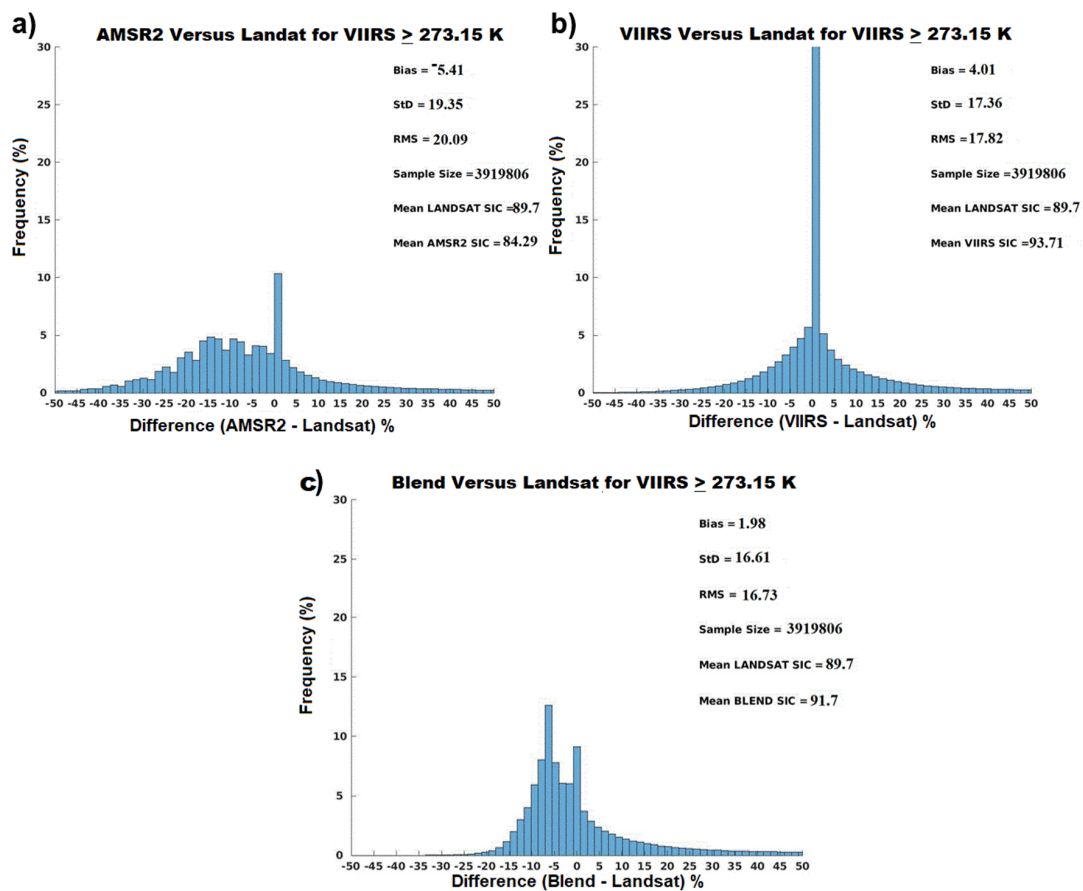 a)
AMSR2 Versus Landat for VIIRS ≥ 273.15 K
Bias = -5.41
StD = 19.35
RMS = 20.09
Sample Size =3919806
Mean LANDSAT SIC =89.7
Mean AMSR2 SIC = 84.29
Frequency (%)
30
25
20
15
10
5
0
-50 -45 -40 -35 -30 -25 -20 -15 -10 -5 0 5 10 15 20 25 30 35 40 45 50
Difference (AMSR2 - Landsat) %
b)
VIIRS Versus Landat for VIIRS ≥ 273.15 K
Bias = 4.01
StD = 17.36
RMS =17.82
Sample Size =3919806
Mean LANDSAT SIC = 89.7
Mean VIIRS SIC =93.71
Frequency (%)
30
25
20
15
10
5
0
-50 -45 -40 -35 -30 -25 -20 -15 -10 -5 0 5 10 15 20 25 30 35 40 45 50
Difference (VIIRS - Landsat) %
c)
Blend Versus Landsat for VIIRS ≥ 273.15 K
Bias = 1.98
StD = 16.61
RMS = 16.73
Sample Size = 3919806
Mean LANDSAT SIC = 89.7
Mean BLEND SIC = 91.7
Frequency (%)
30
25
20
15
10
5
0
-50 -45 -40 -35 -30 -25 -20 -15 -10 -5 0 5 10 15 20 25 30 35 40 45 50
Difference (Blend - Landsat) %